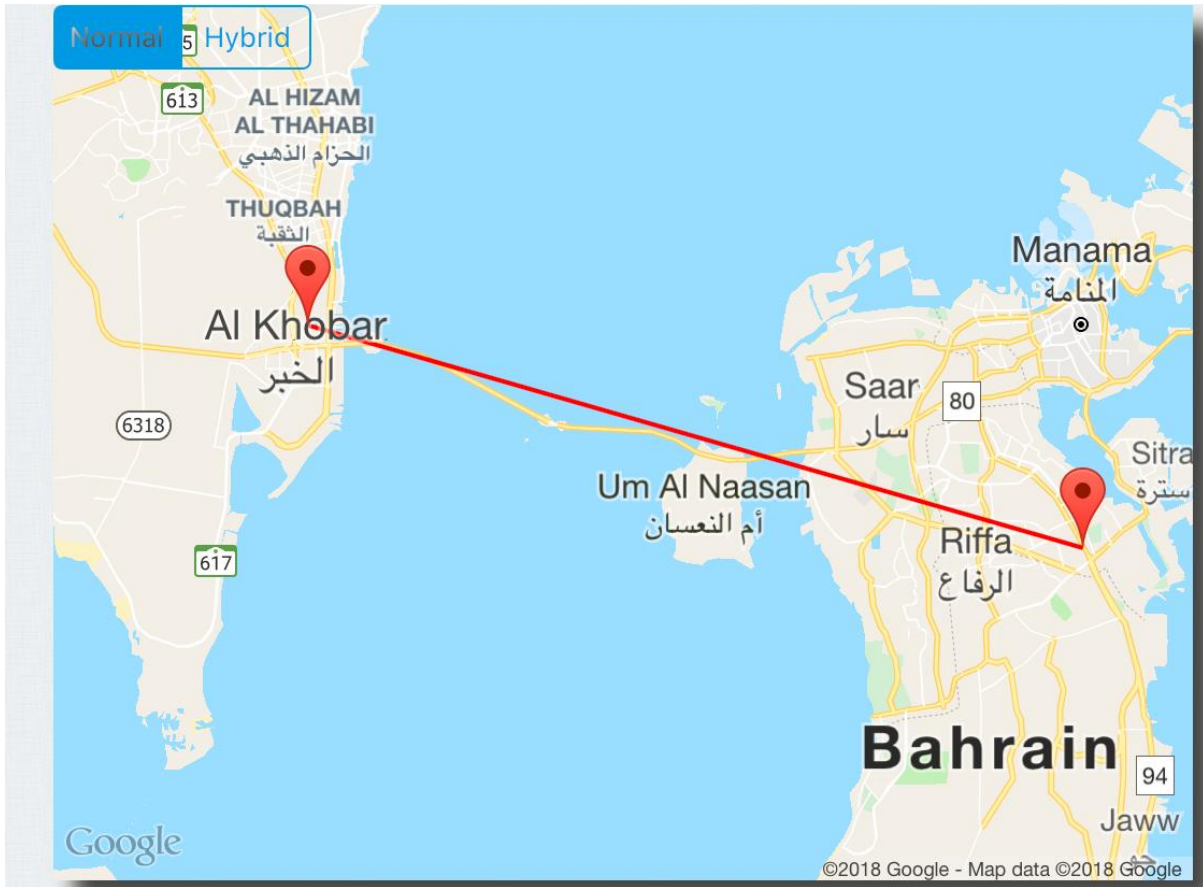 Normal
5
Hybrid
613
AL HIZAM
AL THAHABI
الحزام الذهبي
THUQBAH
الثقبة
Manama
المنامة
Al Khobar
الخبر
Saar
سار
80
6318
Sitra
سترة
Um Al Naasan
أم النعسان
Riffa
الرفاع
617
Bahrain
94
Jaww
Google
©2018 Google - Map data ©2018 Google